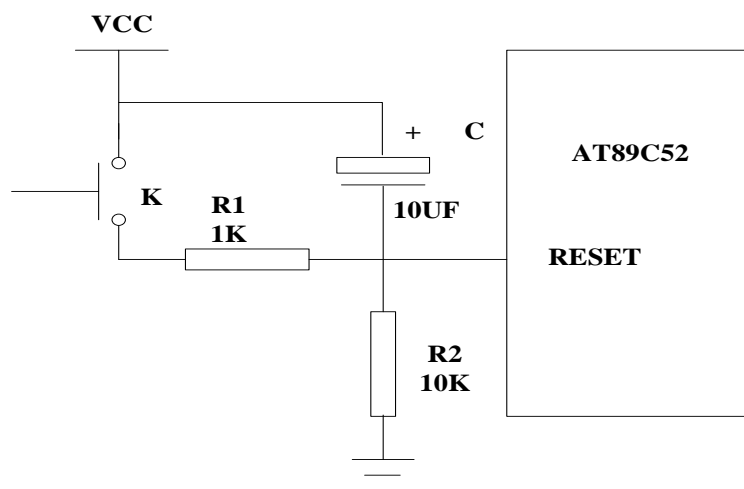 VCC
+ C
AT89C52
K
R1
1K
10UF
RESET
R2
10K